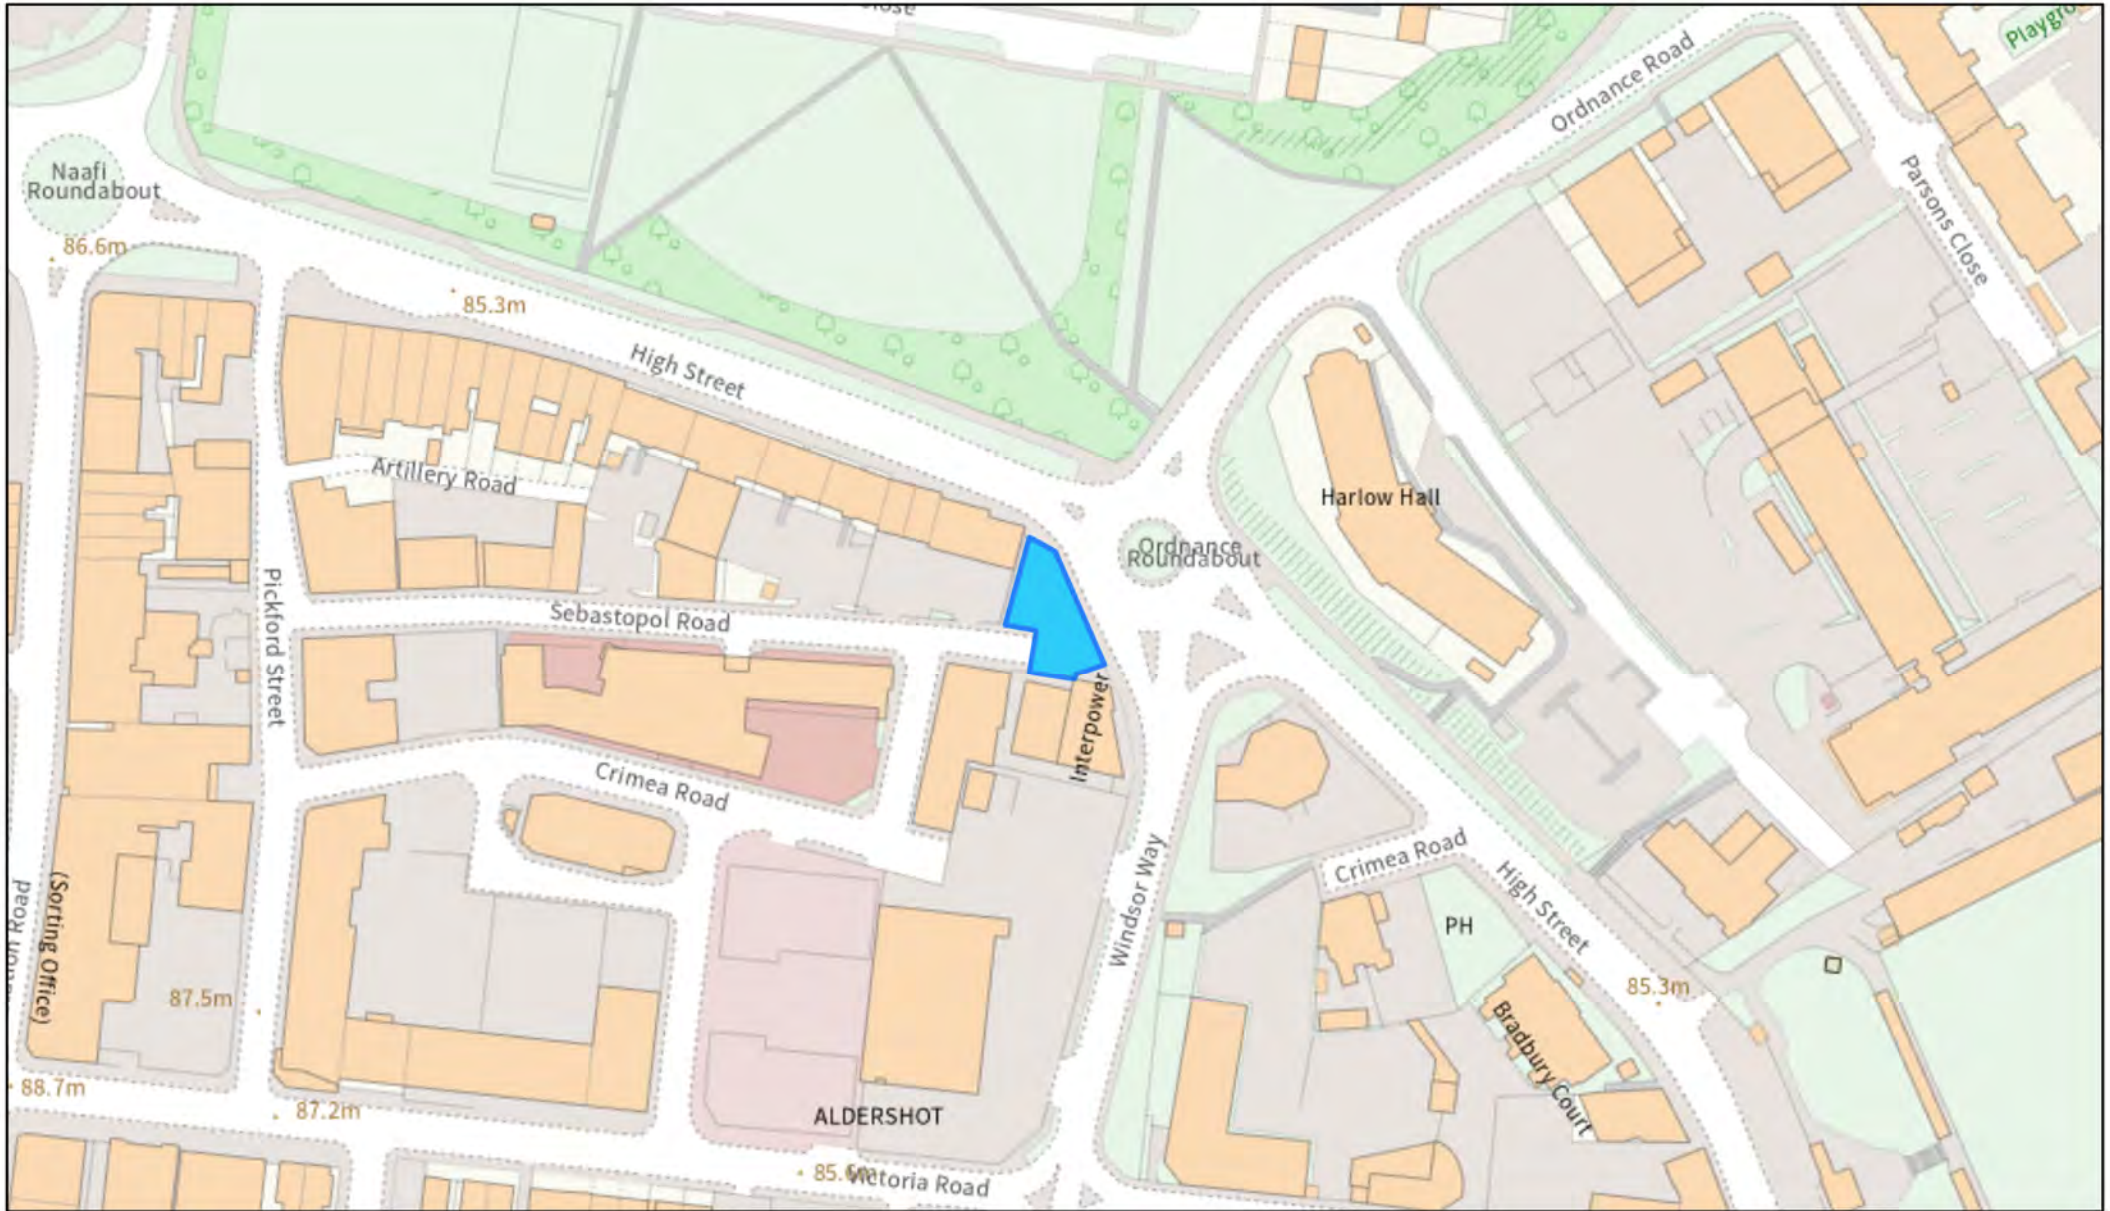 Close
Playgro
Ordnance Road
Naafi
Roundabout
86.6m
Parsons Close
85.3m
High Street
Artillery Road
Harlow Hall
Ordnance
Roundabout
Pickford Street
Sebastopol Road
Interpower
Crimea Road
Windsor Way
Crimea Road
High Street
PH
(Sorting Office)
Road
87.5m
85.3m
Bradbury Court
88.7m
87.2m
ALDERSHOT
Victoria Road